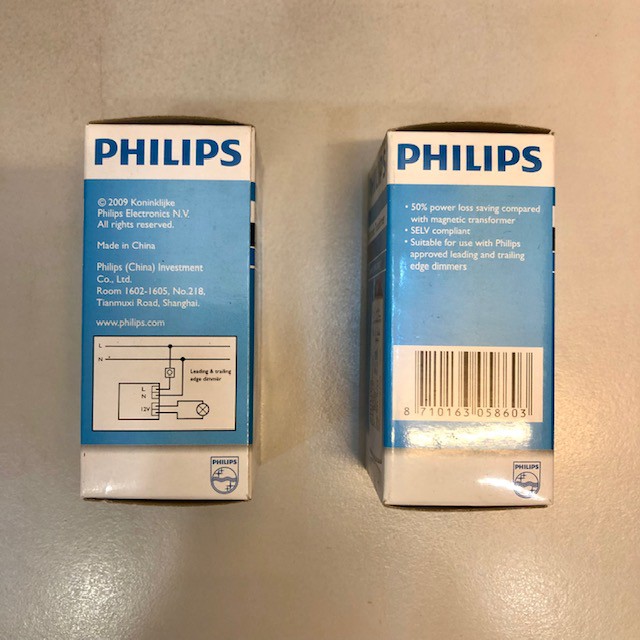 PHILIPS
© 2009 Koninklijke
Philips Electronics N.V.
All rights reserved.
Made in China
Philips (China) Investment
Co., Ltd.
Room 1602-1605, No.218,
Tianmuxi Road, Shanghai.
www.philips.com
L
N
Leading & trailing
edge dimmer
L
N
12V
PHILIPS
PHILIPS
• 50% power loss saving compared
with magnetic transformer
• SELV compliant
• Suitable for use with Philips
approved leading and trailing
edge dimmers
8 710163 058603
PHILIPS